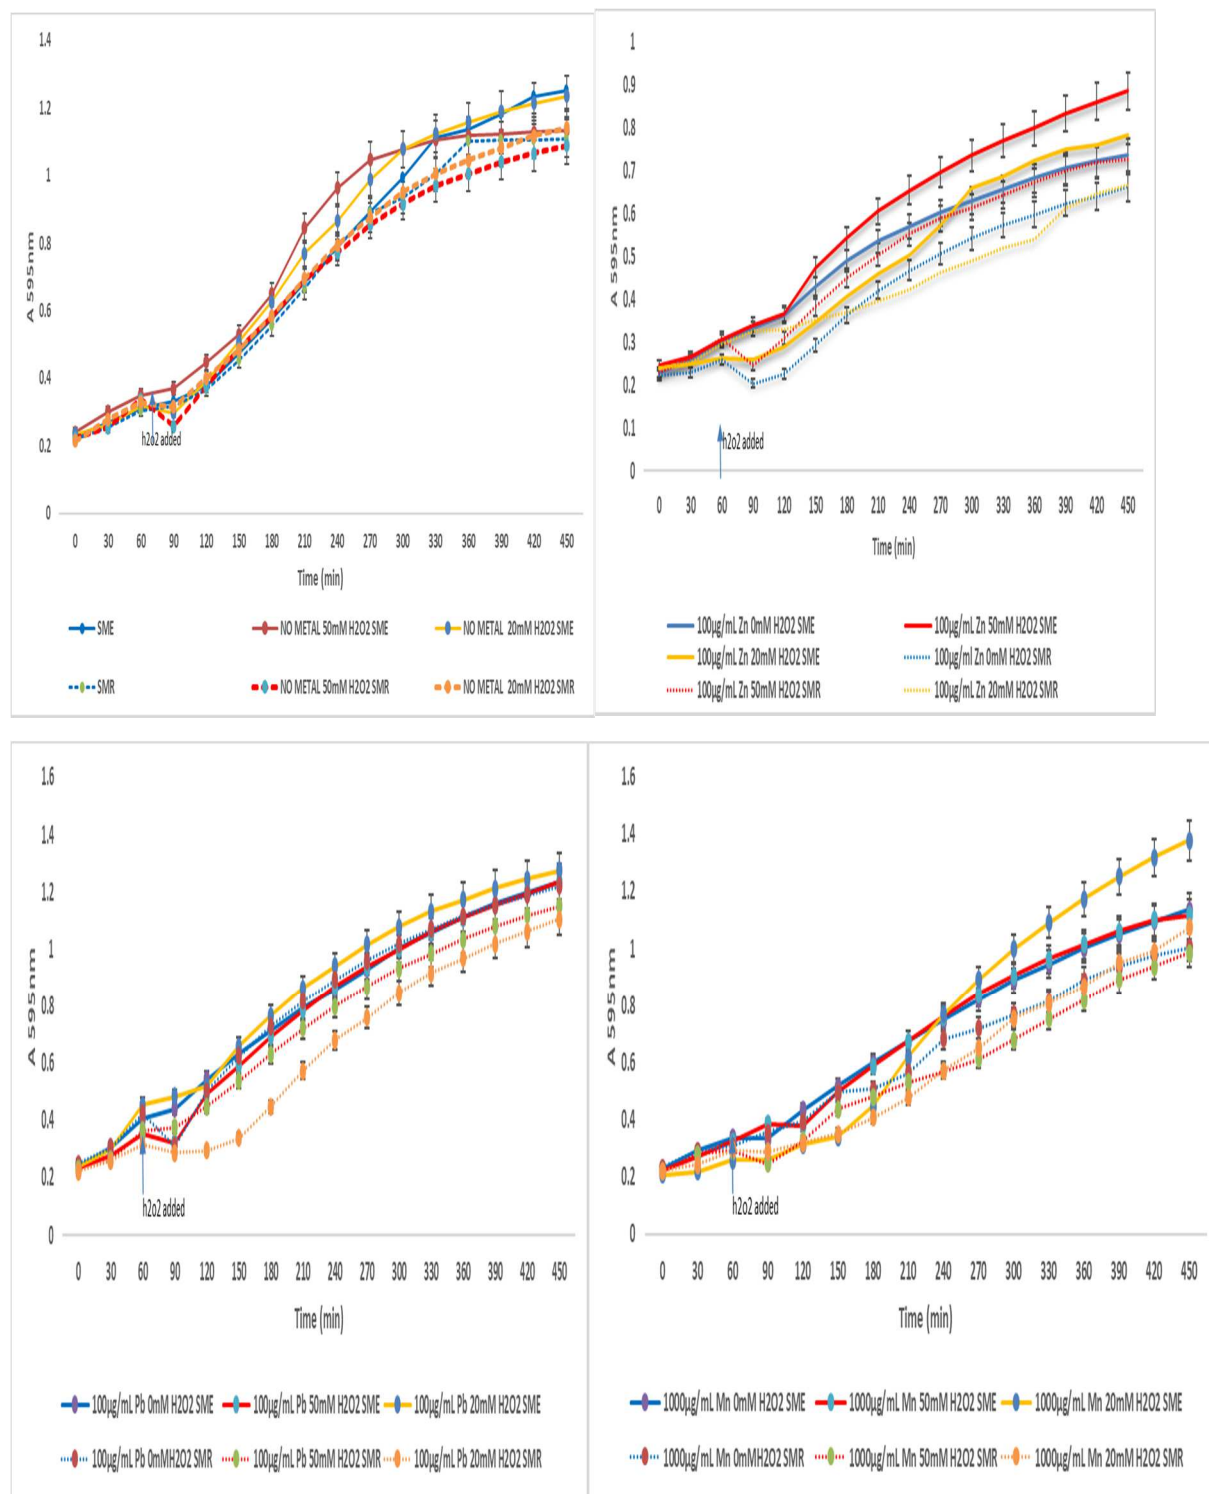 1.4
1.2
1
0.8
0.6
0.4
0.2
0
A 595nm
h2o2 added
0 30 60 90 120 150 180 210 240 270 300 330 360 390 420 450
Time (min)
SME NO METAL 50mM H2O2 SME NO METAL 20mM H2O2 SME
SMR NO METAL 50mM H2O2 SMR NO METAL 20mM H2O2 SMR
1
0.9
0.8
0.7
0.6
0.5
0.4
0.3
0.2
0.1
0
A 595nm
h2o2 added
0 30 60 90 120 150 180 210 240 270 300 330 360 390 420 450
Time (min)
100µg/mL Zn 0mM H2O2 SME 100µg/mL Zn 50mM H2O2 SME
100µg/mL Zn 20mM H2O2 SME 100µg/ml Zn 0mM H2O2 SMR
100µg/mL Zn 50mM H2O2 SMR 100µg/mL Zn 20mM H2O2 SMR
1.6
1.4
1.2
1
0.8
0.6
0.4
0.2
0
A 595nm
h2o2 added
0 30 60 90 120 150 180 210 240 270 300 330 360 390 420 450
Time (min)
100µg/mL Pb 0mM H2O2 SME 100µg/mL Pb 50mM H2O2 SME 100µg/mL Pb 20mM H2O2 SME
100µg/mL Pb 0mMH2O2 SMR 100µg/mL Pb 50mM H2O2 SMR 100µg/mL Pb 20mM H2O2 SMR
1.6
1.4
1.2
1
0.8
0.6
0.4
0.2
0
A 595nm
h2o2 added
0 30 60 90 120 150 180 210 240 270 300 330 360 390 420 450
Time (min)
1000µg/mL Mn 0mM H2O2 SME 1000µg/mL Mn 50mM H2O2 SME 1000µg/mL Mn 20mM H2O2 SME
1000µg/mL Mn 0mMH2O2 SMR 1000µg/mL Mn 50mM H2O2 SMR 1000µg/mL Mn 20mM H2O2 SMR